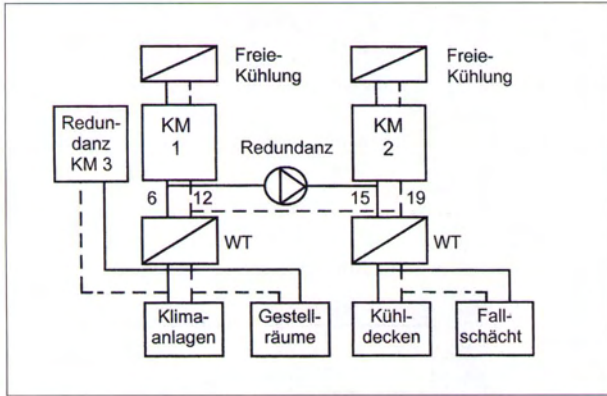 Freie-
Kühlung
Freie-
Kühlung
Redun-
danz
KM 3
KM
1
Redundanz
KM
2
6
12
15
19
WT
WT
Klima-
anlagen
Gestell-
räume
Kühl-
decken
Fall-
schächt